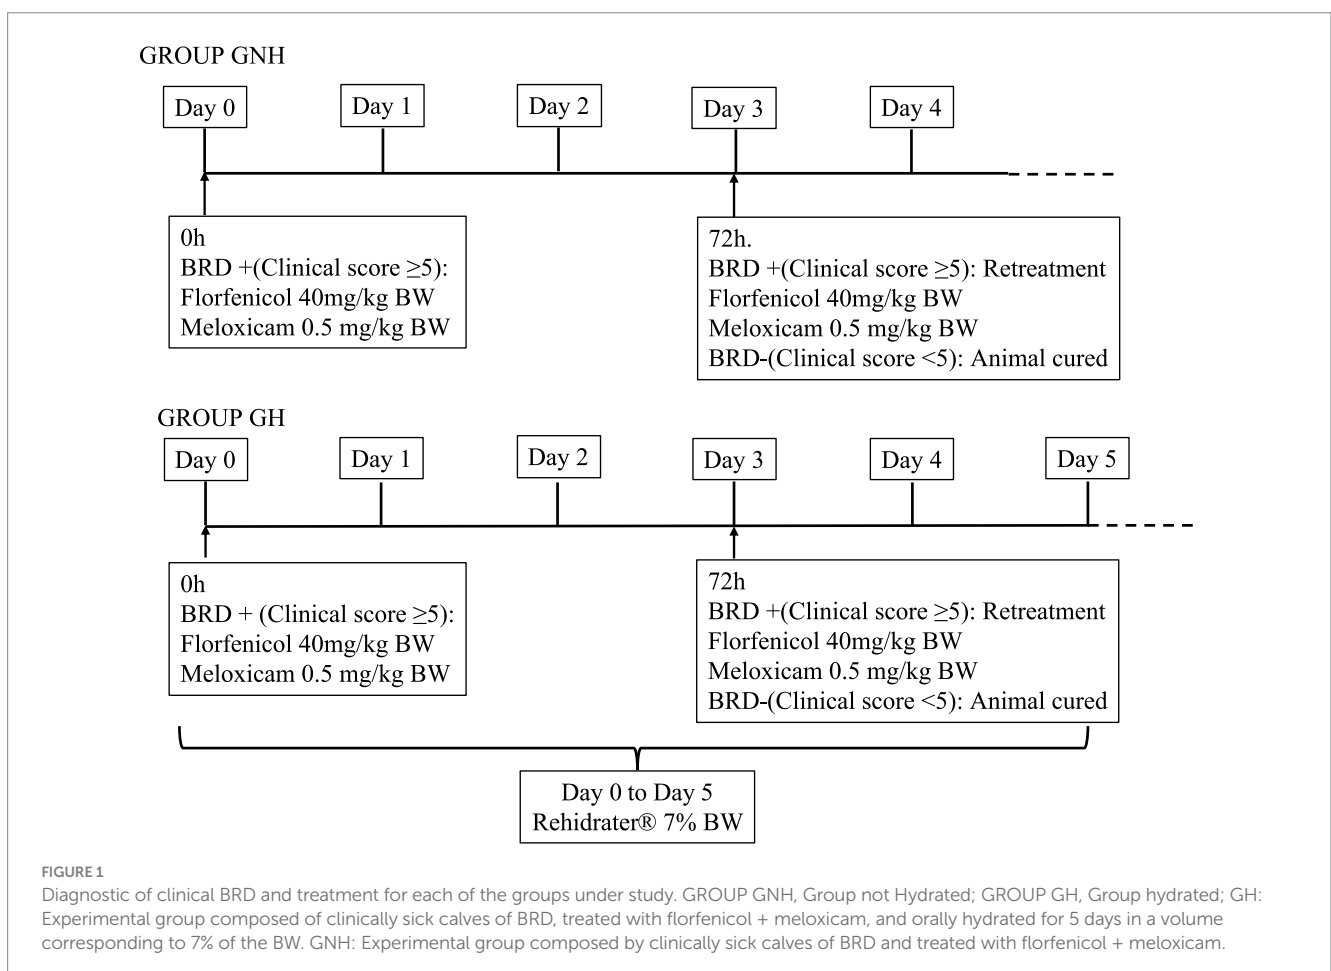 GROUP GNH
Day 0
Day 1
Day 2
Day 3
Day 4
0h
BRD +(Clinical score ≥5):
Florfenicol 40mg/kg BW
Meloxicam 0.5 mg/kg BW
72h.
BRD +(Clinical score ≥5): Retreatment
Florfenicol 40mg/kg BW
Meloxicam 0.5 mg/kg BW
BRD-(Clinical score <5): Animal cured
GROUP GH
Day 0
Day 1
Day 2
Day 3
Day 4
Day 5
0h
BRD + (Clinical score ≥5):
Florfenicol 40mg/kg BW
Meloxicam 0.5 mg/kg BW
72h
BRD +(Clinical score ≥5): Retreatment
Florfenicol 40mg/kg BW
Meloxicam 0.5 mg/kg BW
BRD-(Clinical score <5): Animal cured
Day 0 to Day 5
Rehidrater® 7% BW
FIGURE 1
Diagnostic of clinical BRD and treatment for each of the groups under study. GROUP GNH, Group not Hydrated; GROUP GH, Group hydrated; GH:
Experimental group composed of clinically sick calves of BRD, treated with florfenicol + meloxicam, and orally hydrated for 5 days in a volume
corresponding to 7% of the BW. GNH: Experimental group composed by clinically sick calves of BRD and treated with florfenicol + meloxicam.